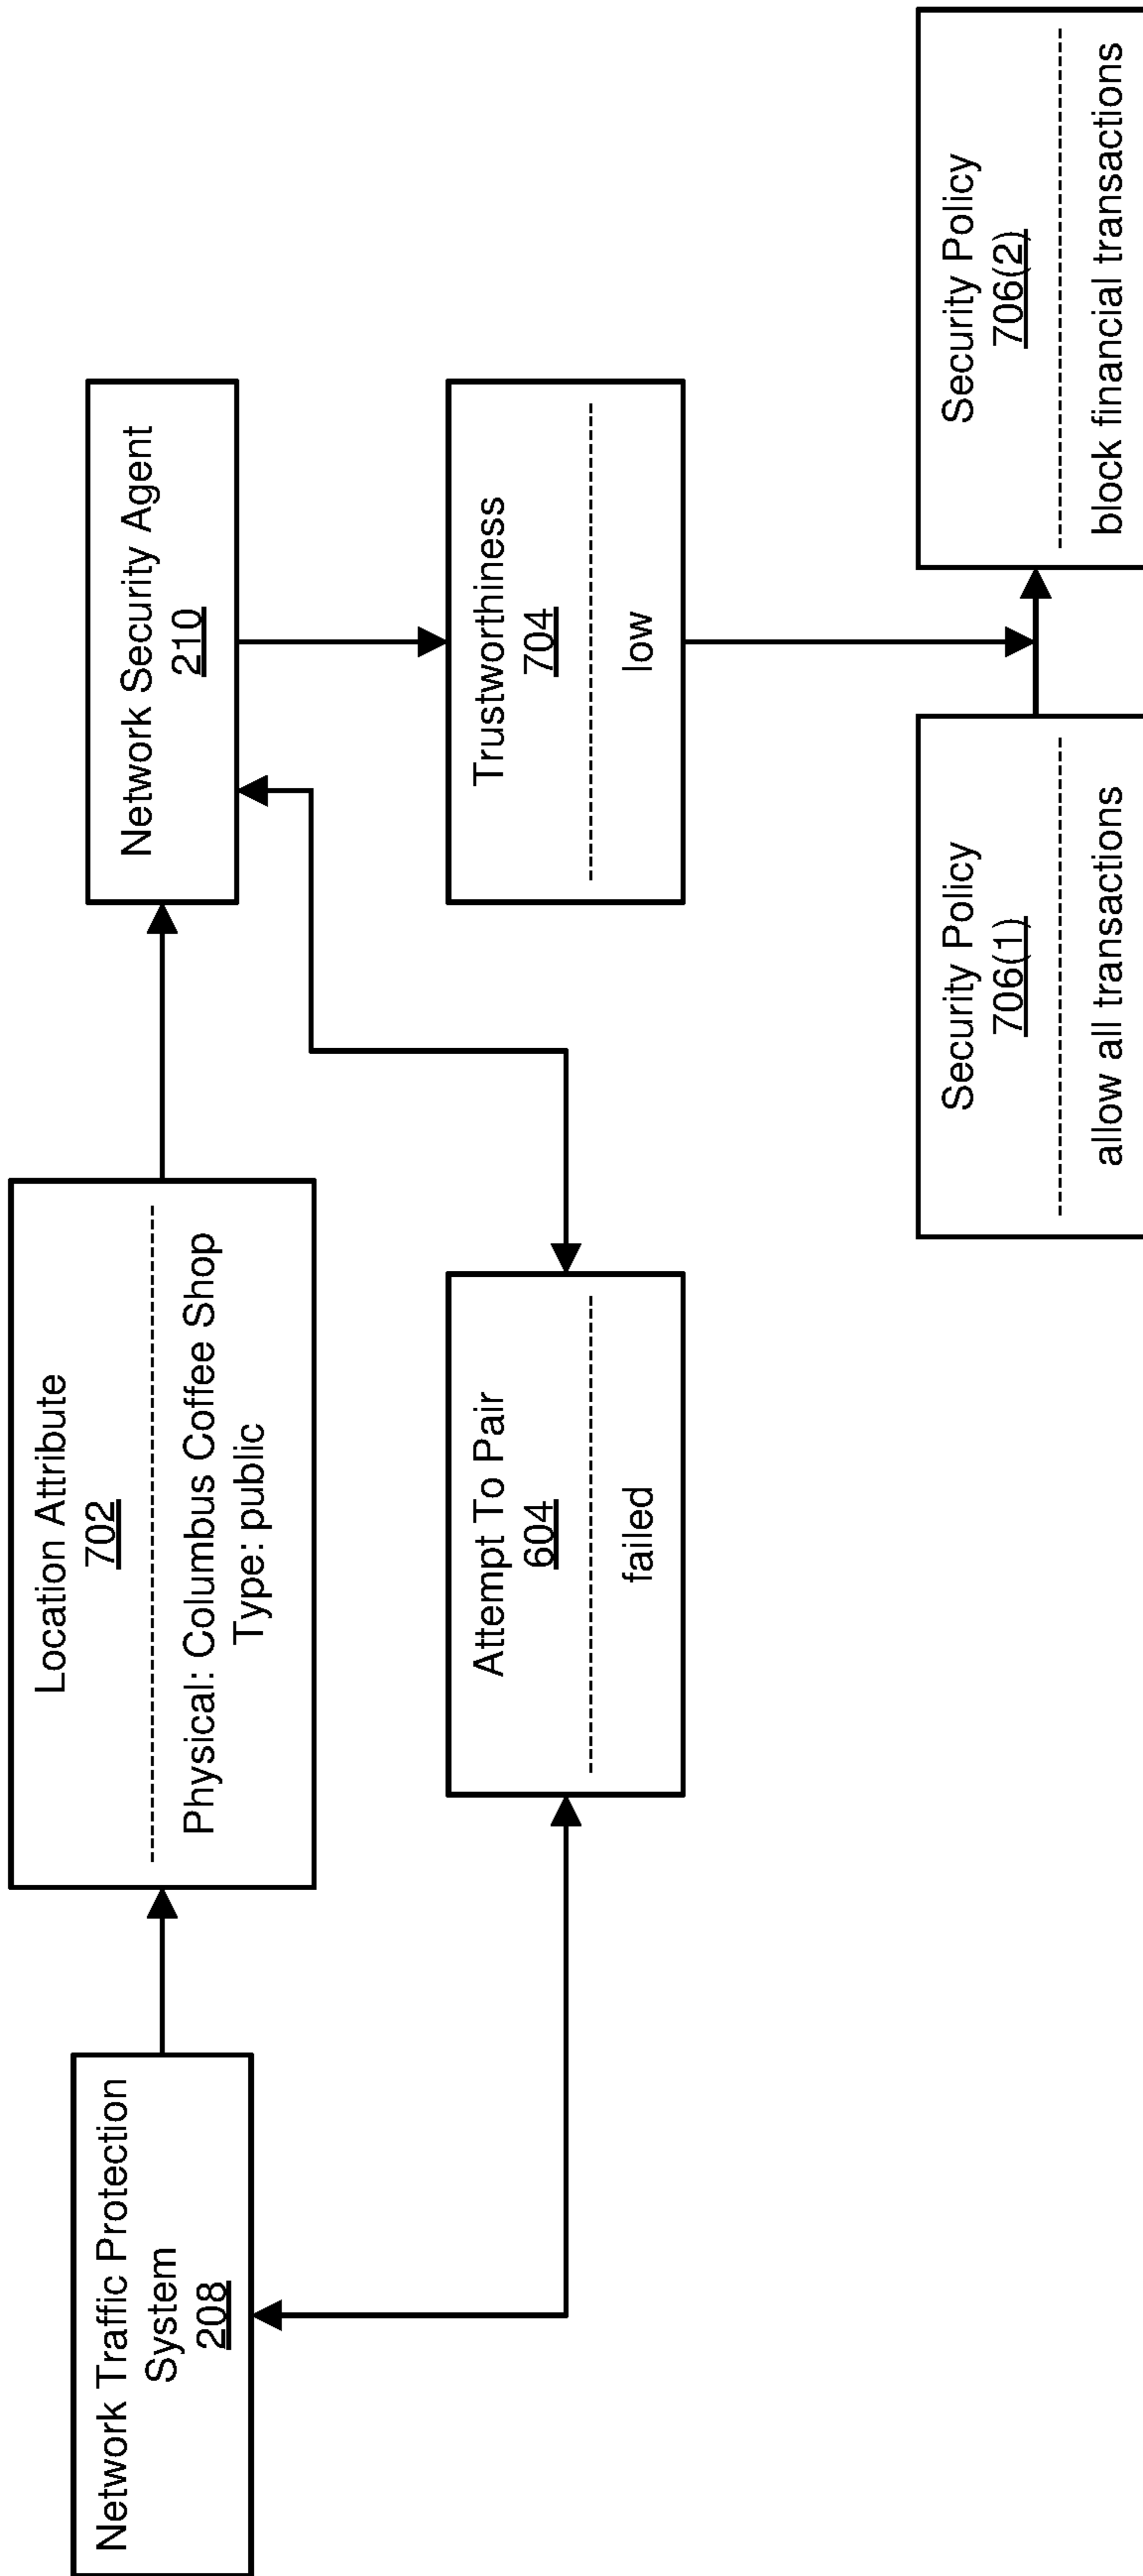 Network Traffic Protection
System
208
Location Attribute
702
Physical: Columbus Coffee Shop
Type: public
Network Security Agent
210
Attempt To Pair
604
failed
Trustworthiness
704
low
Security Policy
706(1)
allow all transactions
Security Policy
706(2)
block financial transactions